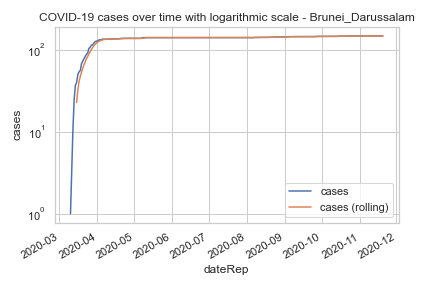 COVID-19 cases over time with logarithmic scale - Brunei_Darussalam
10²
10¹
10⁰
cases
cases
cases (rolling)
2020-03
2020-04
2020-05
2020-06
2020-07
2020-08
2020-09
2020-10
2020-11
2020-12
dateRep